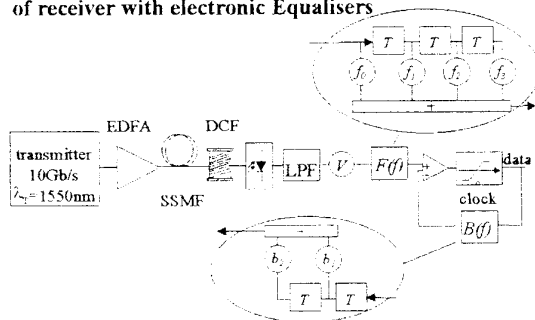 of receiver with electronic Equalisers
T T T
f0 f1 f2 f3
+
EDFA DCF
transmitter
10Gb/s
=1550nm
SSMF
LPF V F(f) data
clock
B(f)
b2 b1
T T